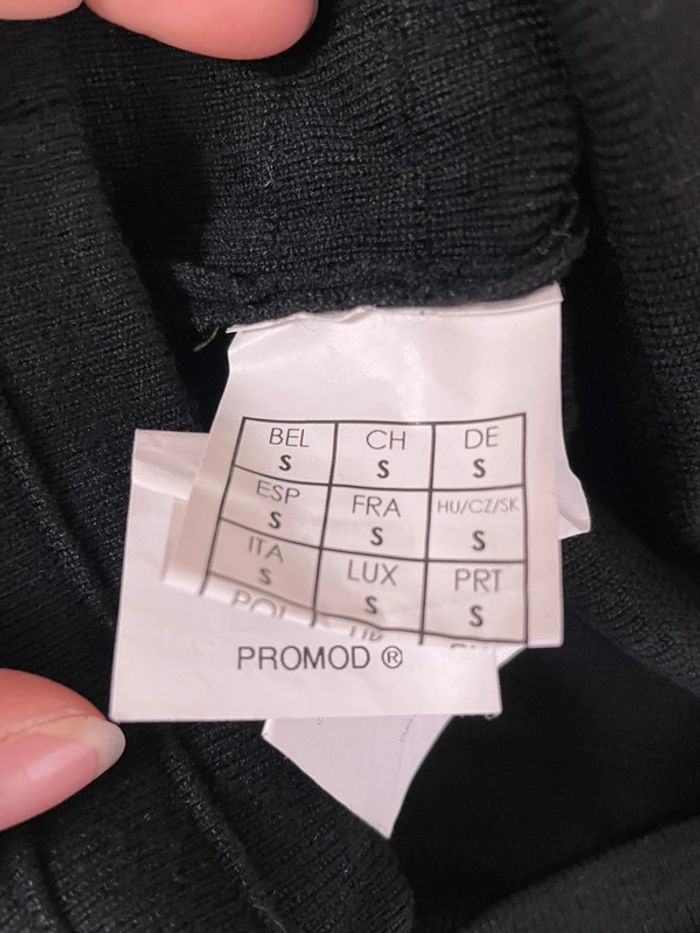 BEL CH DE
S S S
ESP FRA HU/CZ/SK
S S S
ITA LUX PRT
S S S
PROMOD ®